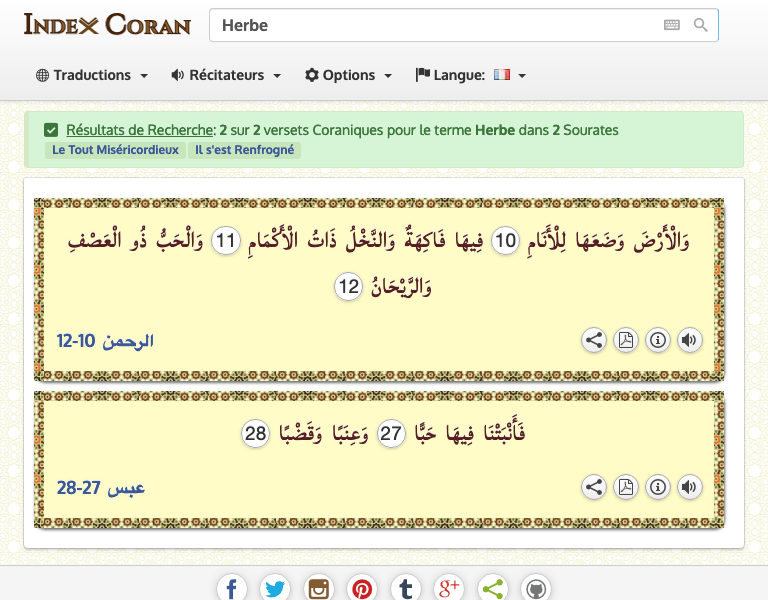 Index Coran
Herbe
Traductions Récitateurs Options Langue:
Résultats de Recherche: 2 sur 2 versets Coraniques pour le terme Herbe dans 2 Sourates
Le Tout Miséricordieux Il s'est Renfrogné
وَالْأَرْضَ وَضَعَهَا لِلْأَنَامِ 10 فِيهَا فَاكِهَةٌ وَالنَّخْلُ ذَاتُ الْأَكْمَامِ 11 وَالْحَبُّ ذُو الْعَصْفِ
وَالرَّيْحَانُ 12
الرحمن 10-12
فَأَنْبَتْنَا فِيهَا حَبًّا 27 وَعِنَبًا وَقَضْبًا 28
عبس 27-28